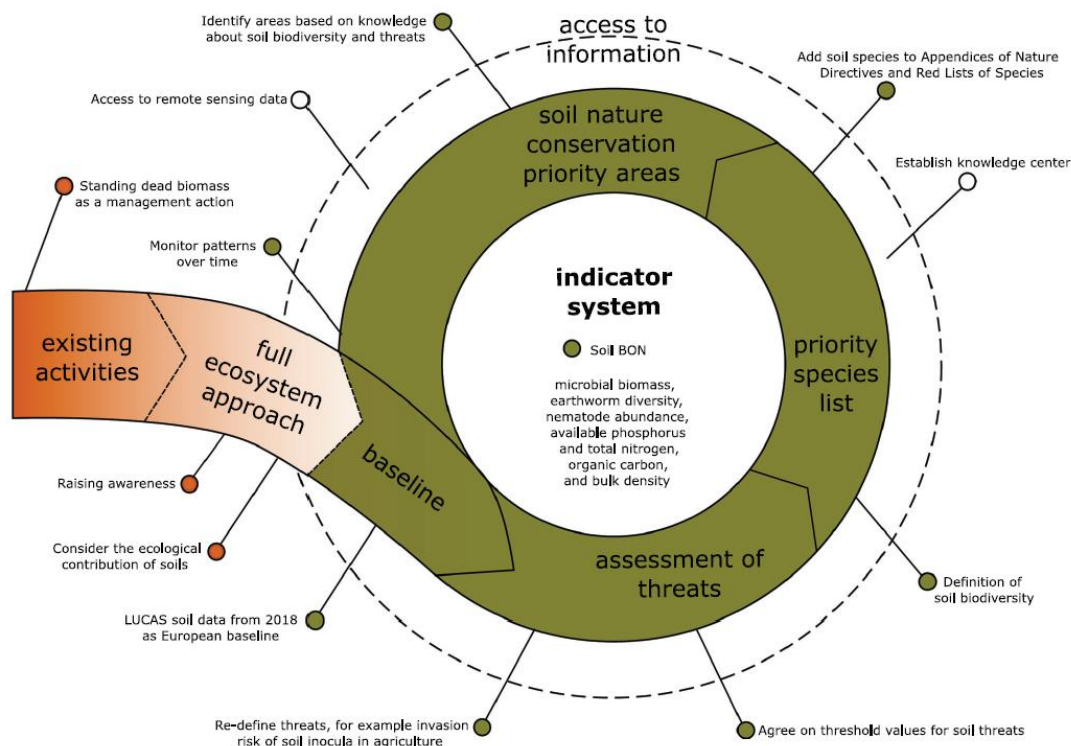 Identify areas based on knowledge
about soil biodiversity and threats
access to
information
Add soil species to Appendices of Nature
Directives and Red Lists of Species
Access to remote sensing data
soil nature
conservation
priority areas
Establish knowledge center
Standing dead biomass
as a management action
Monitor patterns
over time
indicator
system
Soil BON
microbial biomass,
earthworm diversity,
nematode abundance,
available phosphorus
and total nitrogen,
organic carbon,
and bulk density
existing
activities
full
ecosystem
approach
priority
species
list
baseline
Raising awareness
Consider the ecological
contribution of soils
assessment of
threats
LUCAS soil data from 2018
as European baseline
Definition of
soil biodiversity
Re-define threats, for example invasion
risk of soil inocula in agriculture
Agree on threshold values for soil threats